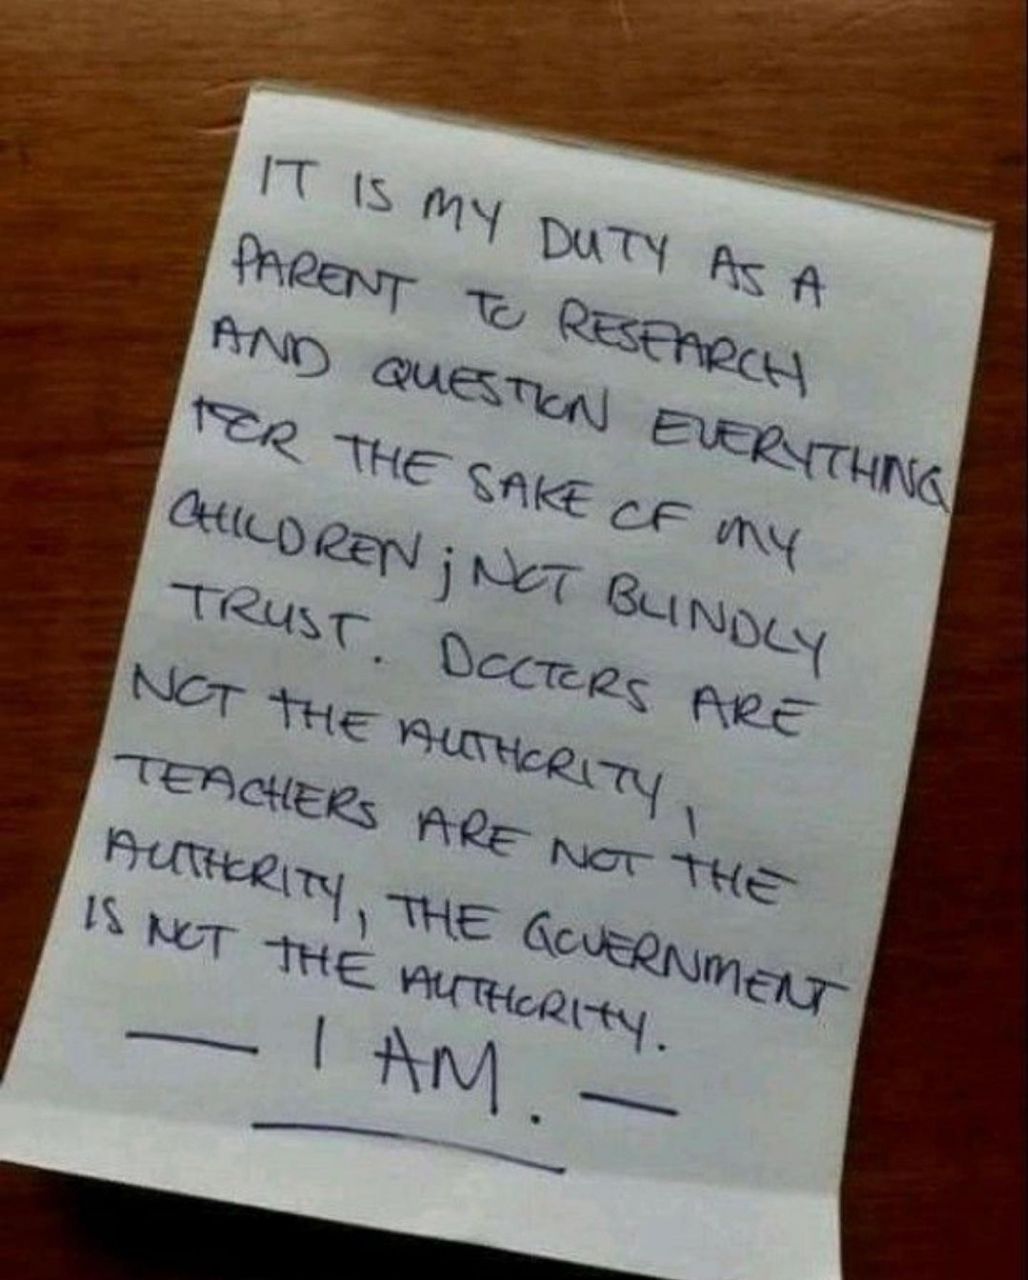 IT IS MY DUTY AS A
PARENT TO RESEARCH
AND QUESTION EVERYTHING
FOR THE SAKE OF MY
CHILDREN; NOT BLINDLY
TRUST. DOCTORS ARE
NOT THE AUTHORITY,
TEACHERS ARE NOT THE
AUTHORITY, THE GOVERNMENT
IS NOT THE AUTHORITY.
— I AM. —